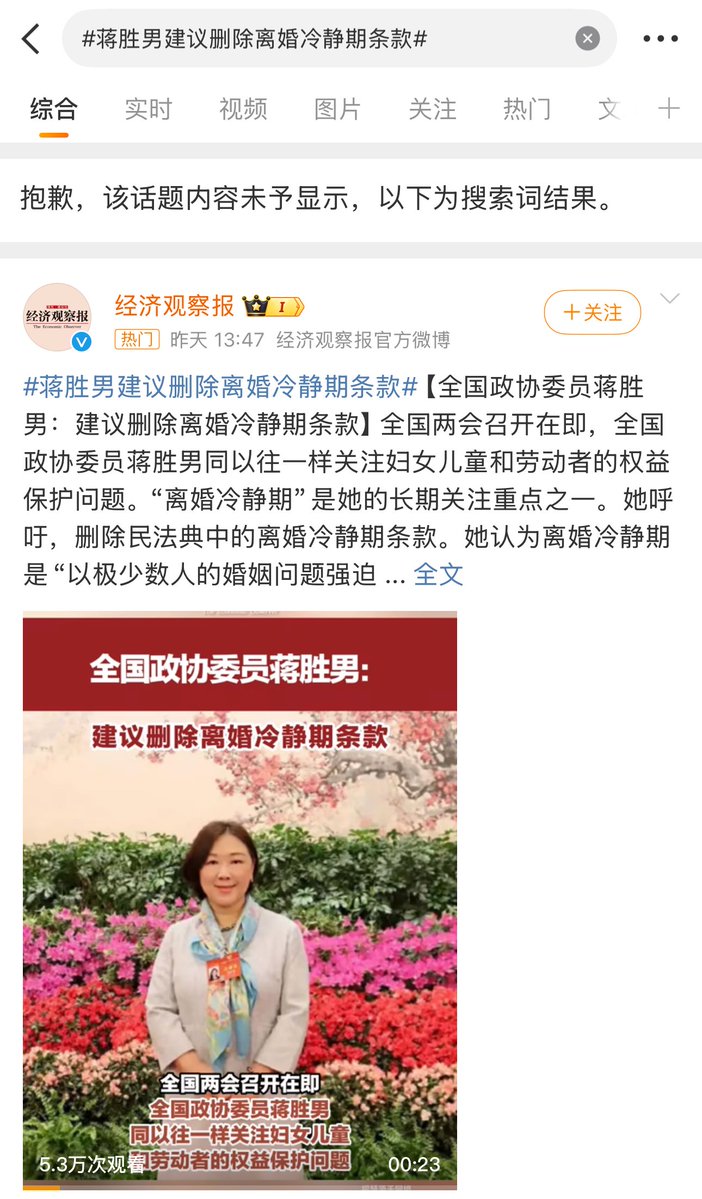 #蒋胜男建议删除离婚冷静期条款#
综合 实时 视频 图片 关注 热门 文
抱歉，该话题内容未予显示，以下为搜索词结果。
经济观察报
The Economic Observer
经济观察报 I
+关注
热门 昨天 13:47 经济观察报官方微博
#蒋胜男建议删除离婚冷静期条款#【全国政协委员蒋胜
男：建议删除离婚冷静期条款】全国两会召开在即，全国
政协委员蒋胜男同以往一样关注妇女儿童和劳动者的权益
保护问题。“离婚冷静期” 是她的长期关注重点之一。她呼
吁，删除民法典中的离婚冷静期条款。她认为离婚冷静期
是 “以极少数人的婚姻问题强迫 ... 全文
全国政协委员蒋胜男:
建议删除离婚冷静期条款
全国两会召开在即
全国政协委员蒋胜男
同以往一样关注妇女儿童
和劳动者的权益保护问题
5.3万次观看
00:23